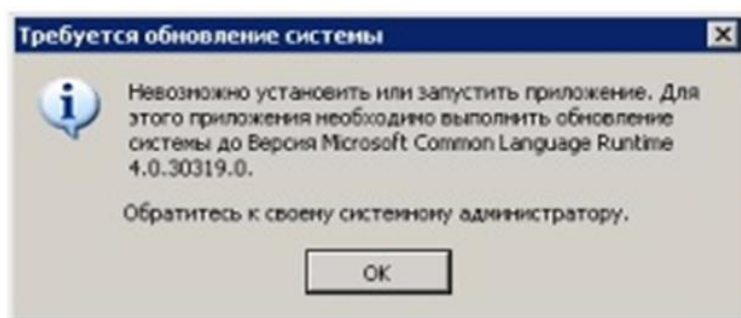 Требуется обновление системы
Невозможно установить или запустить приложение. Для
этого приложения необходимо выполнить обновление
системы до Версия Microsoft Common Language Runtime
4.0.30319.0.
Обратитесь к своему системному администратору.
OK